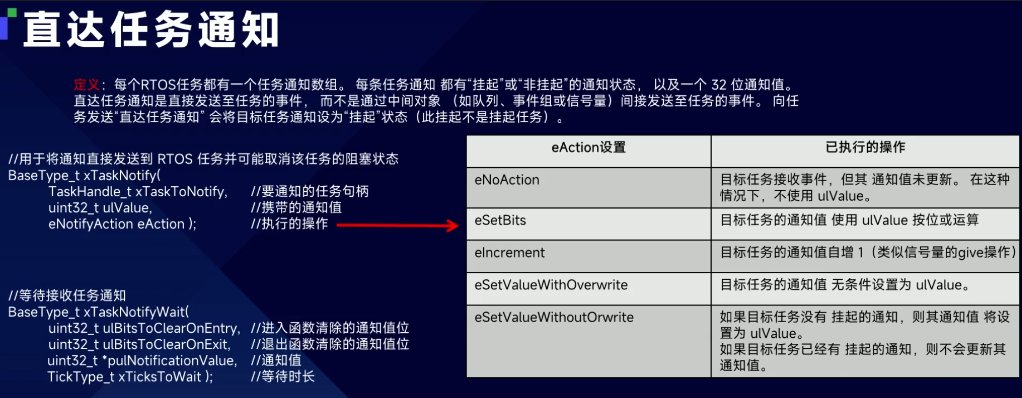 直达任务通知
定义：每个RTOS任务都有一个任务通知数组。 每条任务通知 都有“挂起”或“非挂起”的通知状态， 以及一个 32 位通知值。
直达任务通知是直接发送至任务的事件， 而不是通过中间对象 （如队列、事件组或信号量）间接发送至任务的事件。 向任
务发送“直达任务通知” 会将目标任务通知设为“挂起”状态（此挂起不是挂起任务）。
//用于将通知直接发送到 RTOS 任务并可能取消该任务的阻塞状态
BaseType_t xTaskNotify(
TaskHandle_t xTaskToNotify, //要通知的任务句柄
uint32_t ulValue, //携带的通知值
eNotifyAction eAction ); //执行的操作
//等待接收任务通知
BaseType_t xTaskNotifyWait(
uint32_t ulBitsToClearOnEntry, //进入函数清除的通知值位
uint32_t ulBitsToClearOnExit, //退出函数清除的通知值位
uint32_t *pulNotificationValue, //通知值
TickType_t xTicksToWait ); //等待时长
eAction设置 已执行的操作
eNoAction 目标任务接收事件，但其 通知值未更新。 在这种
情况下，不使用 ulValue。
eSetBits 目标任务的通知值 使用 ulValue 按位或运算
eIncrement 目标任务的通知值自增 1（类似信号量的give操作）
eSetValueWithOverwrite 目标任务的通知值 无条件设置为 ulValue。
eSetValueWithoutOrwrite 如果目标任务没有 挂起的通知，则其通知值 将设
置为 ulValue。
如果目标任务已经有 挂起的通知，则不会更新其
通知值。